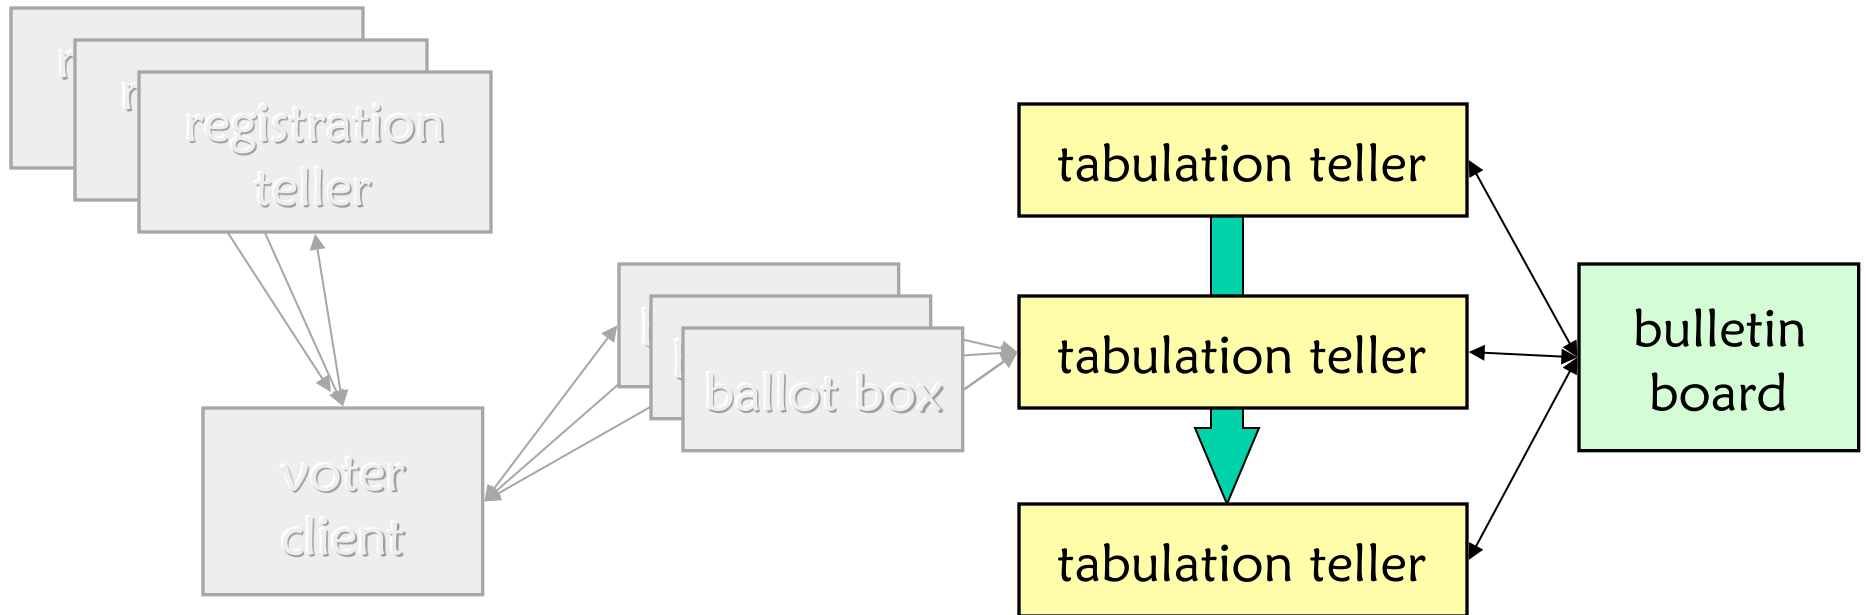 registration
teller
voter
client
ballot box
tabulation teller
tabulation teller
tabulation teller
bulletin
board